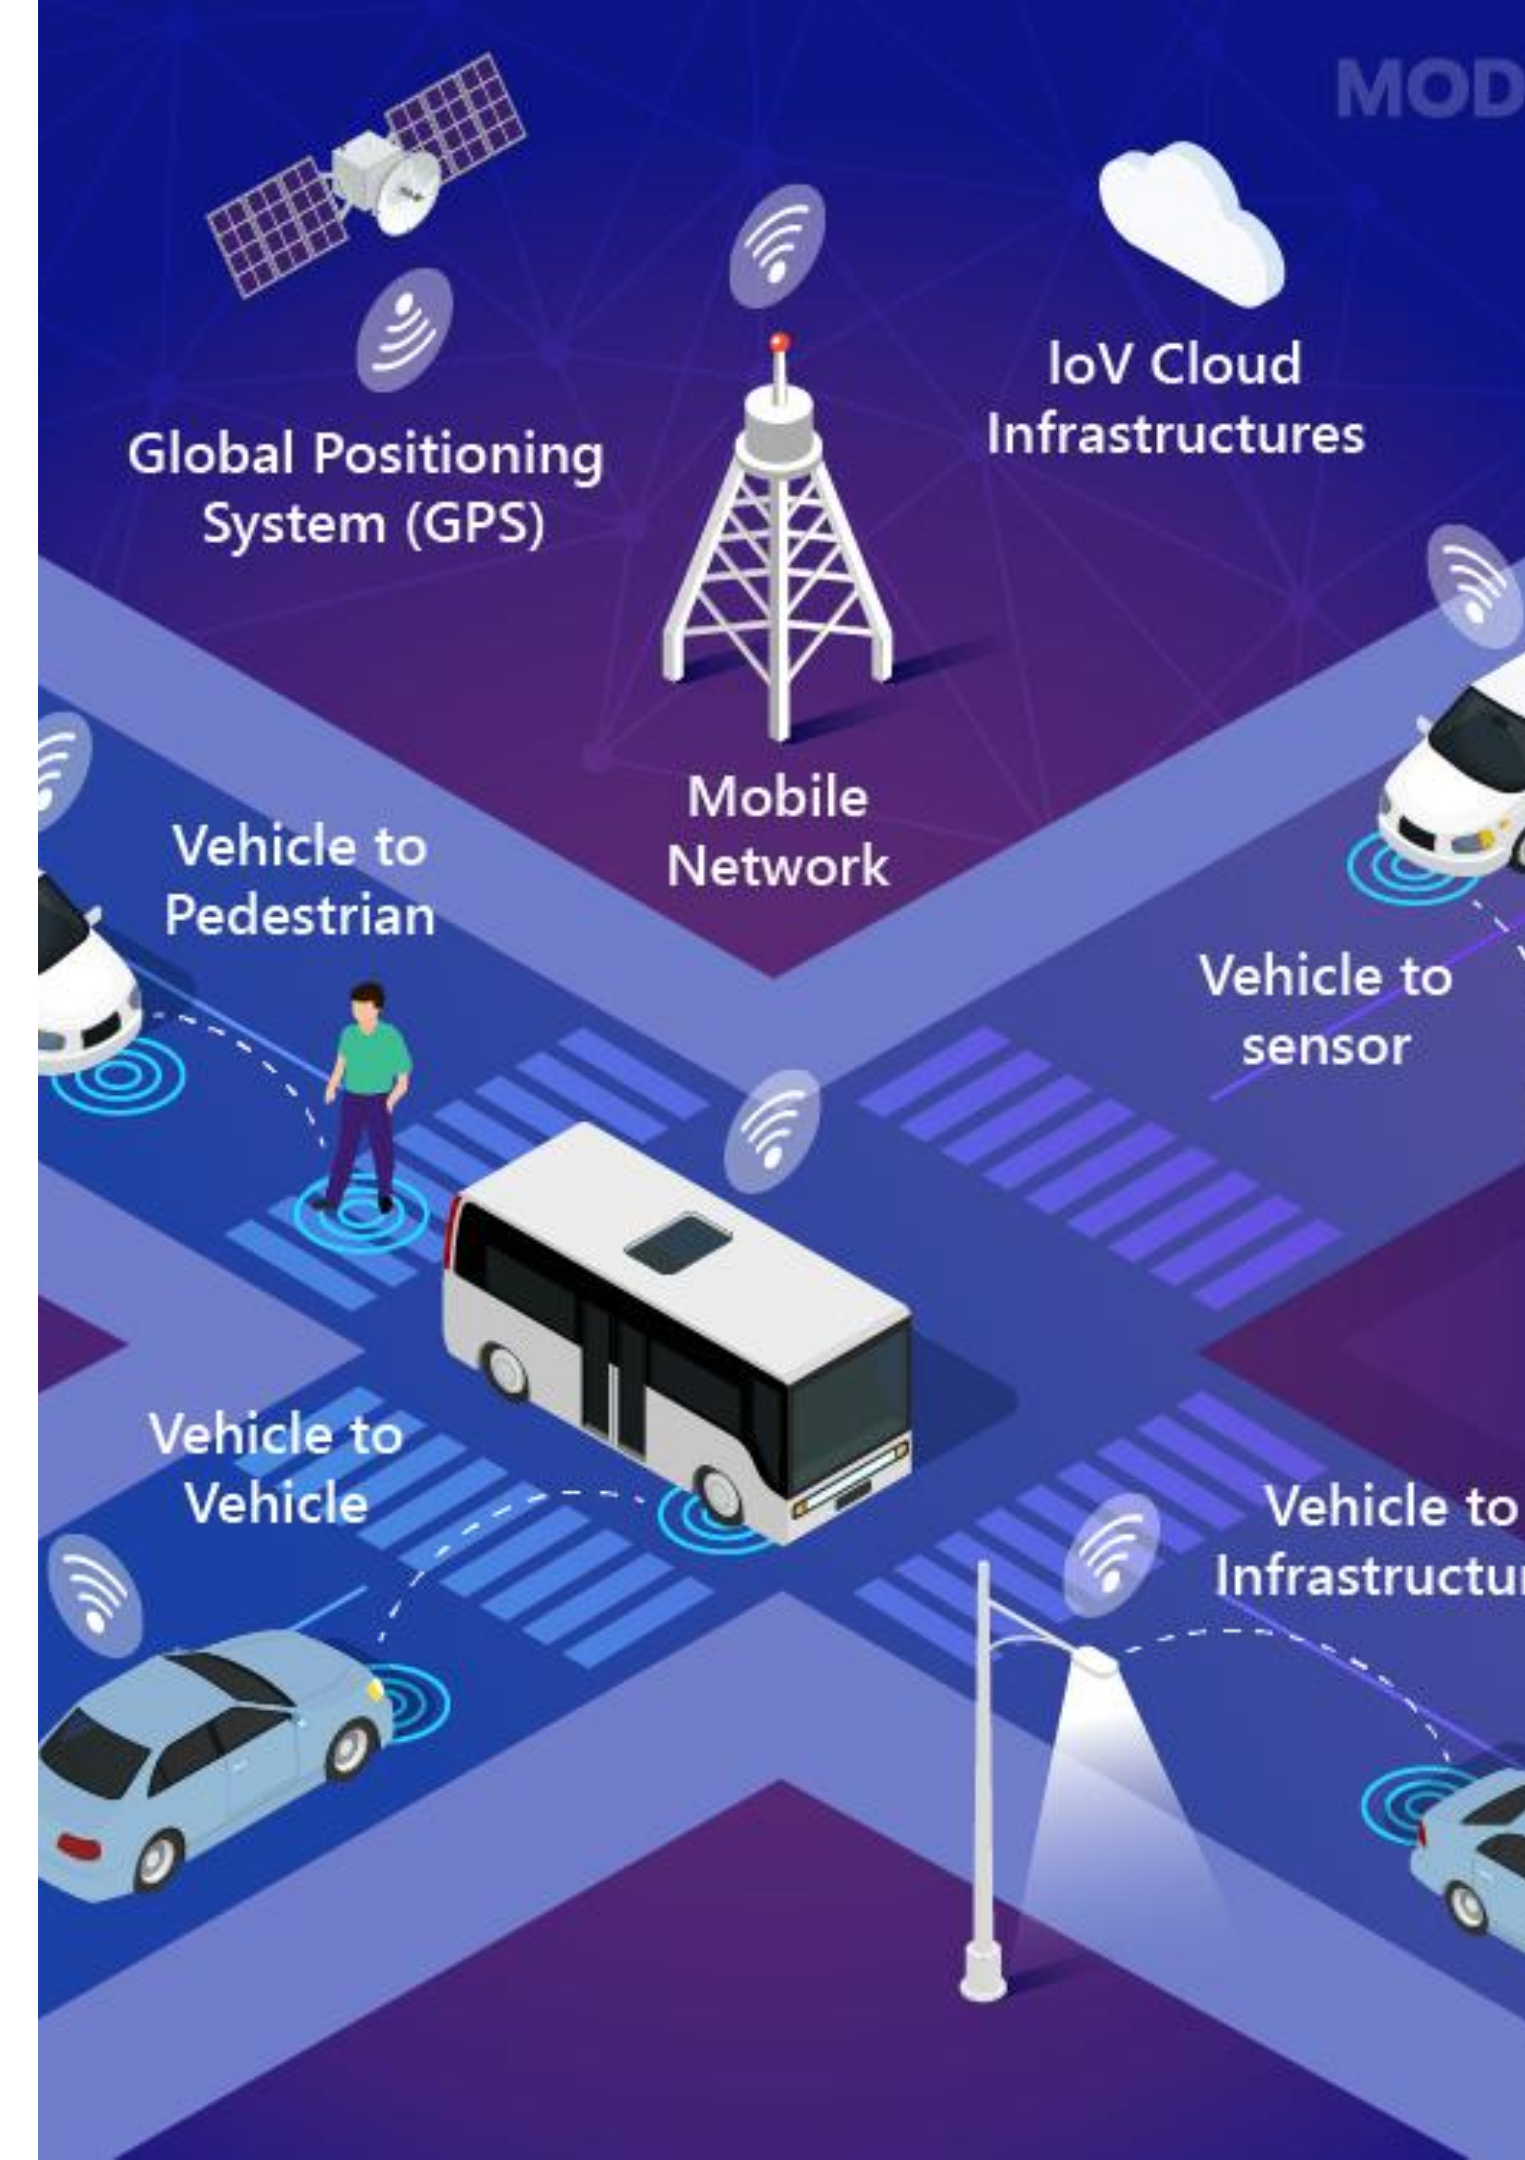 MOD
IoV Cloud
Infrastructures
Global Positioning
System (GPS)
Mobile
Network
Vehicle to
Pedestrian
Vehicle to
sensor
Vehicle to
Vehicle
Vehicle to
Infrastructu